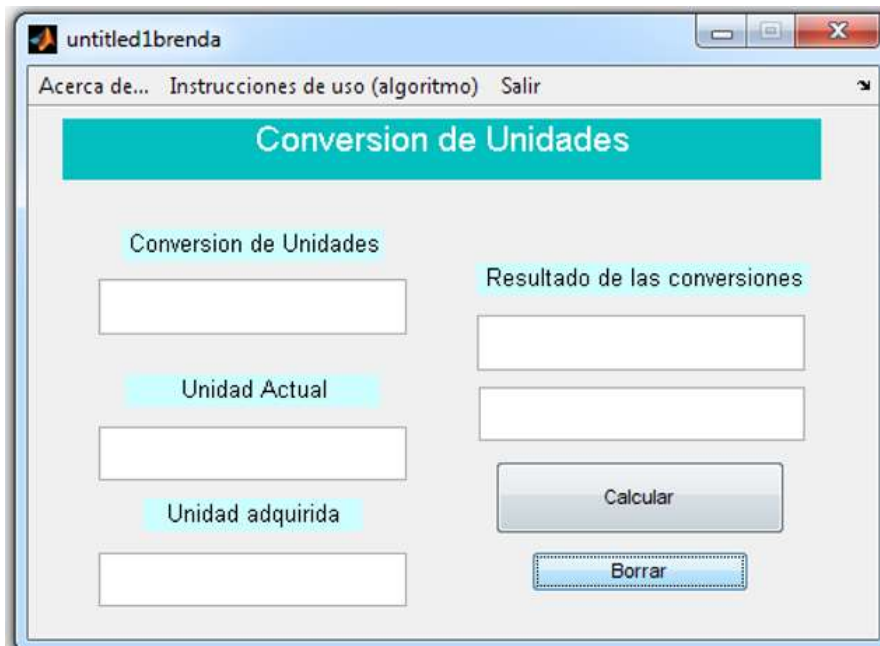 untitled1brenda
Acerca de... Instrucciones de uso (algoritmo) Salir
Conversion de Unidades
Conversion de Unidades
Unidad Actual
Unidad adquirida
Resultado de las conversiones
Calcular
Borrar